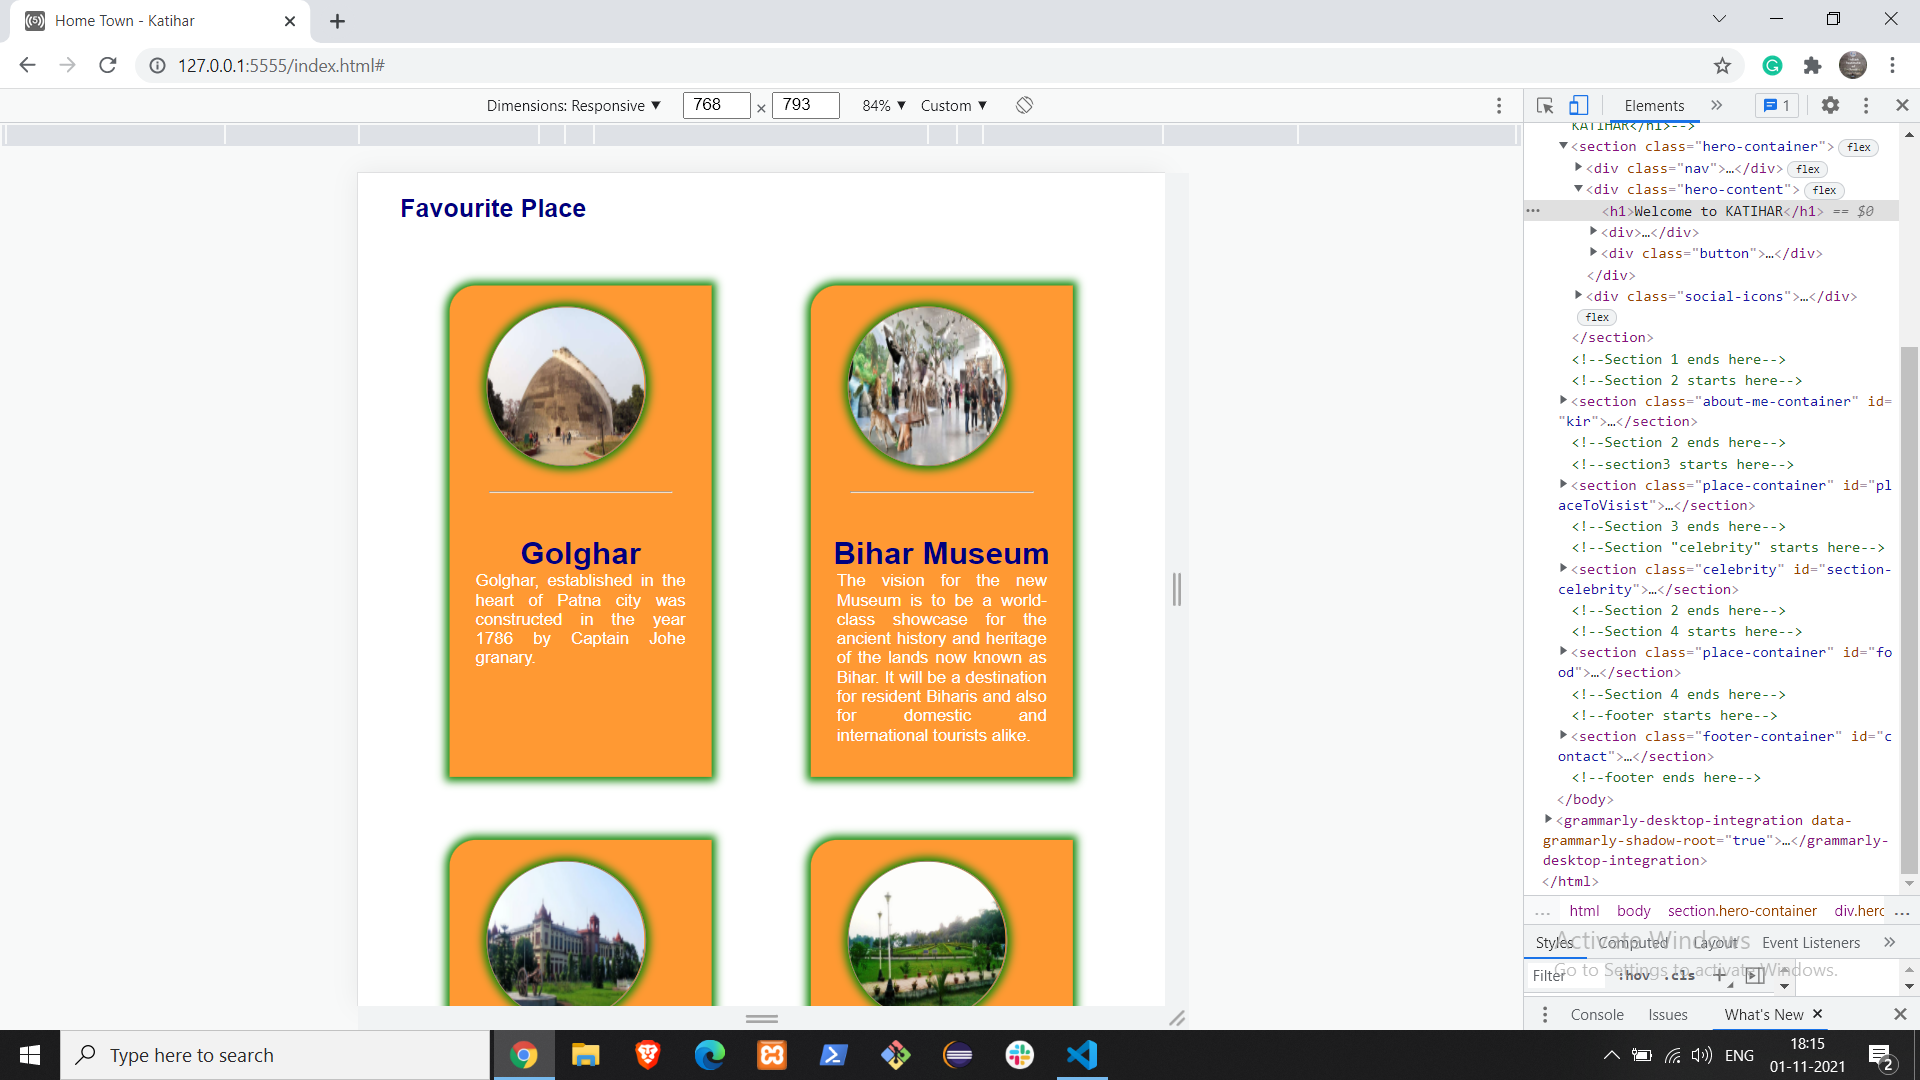 Home Town - Katihar
127.0.0.1:5555/index.html#
Dimensions: Responsive ▼ 768 × 793 84% ▼ Custom ▼
Elements » 1
KATIHAR</h1>-->
▼<section class="hero-container"> flex
▶<div class="nav">…</div> flex
▼<div class="hero-content"> flex
<h1>Welcome to KATIHAR</h1> == $0
▶<div>…</div>
▶<div class="button">…</div>
</div>
▶<div class="social-icons">…</div>
flex
</section>
<!--Section 1 ends here-->
<!--Section 2 starts here-->
▶<section class="about-me-container" id=
"kir">…</section>
<!--Section 2 ends here-->
<!--section3 starts here-->
▶<section class="place-container" id="pl
aceToVisist">…</section>
<!--Section 3 ends here-->
<!--Section "celebrity" starts here-->
▶<section class="celebrity" id="section-
celebrity">…</section>
<!--Section 2 ends here-->
<!--Section 4 starts here-->
▶<section class="place-container" id="fo
od">…</section>
<!--Section 4 ends here-->
<!--footer starts here-->
▶<section class="footer-container" id="c
ontact">…</section>
<!--footer ends here-->
</body>
▶<grammarly-desktop-integration data-
grammarly-shadow-root="true">…</grammarly-
desktop-integration>
</html>
… html body section.hero-container div.herc …
Styles Computed Layout Event Listeners »
Filter :hov .cls +
Activate Windows
Go to Settings to activate Windows.
Console Issues What's New
Favourite Place
Golghar
Golghar, established in the
heart of Patna city was
constructed in the year
1786 by Captain Johe
granary.
Bihar Museum
The vision for the new
Museum is to be a world-
class showcase for the
ancient history and heritage
of the lands now known as
Bihar. It will be a destination
for resident Biharis and also
for domestic and
international tourists alike.
Type here to search
ENG
18:15
01-11-2021
2